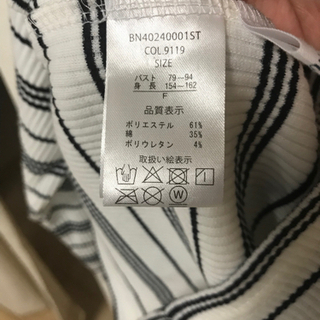 BN40240001ST
COL.9119
SIZE
バスト 79-94
身長 154-162
F
品質表示
ポリエステル 61%
綿 35%
ポリウレタン 4%
取扱い絵表示
W